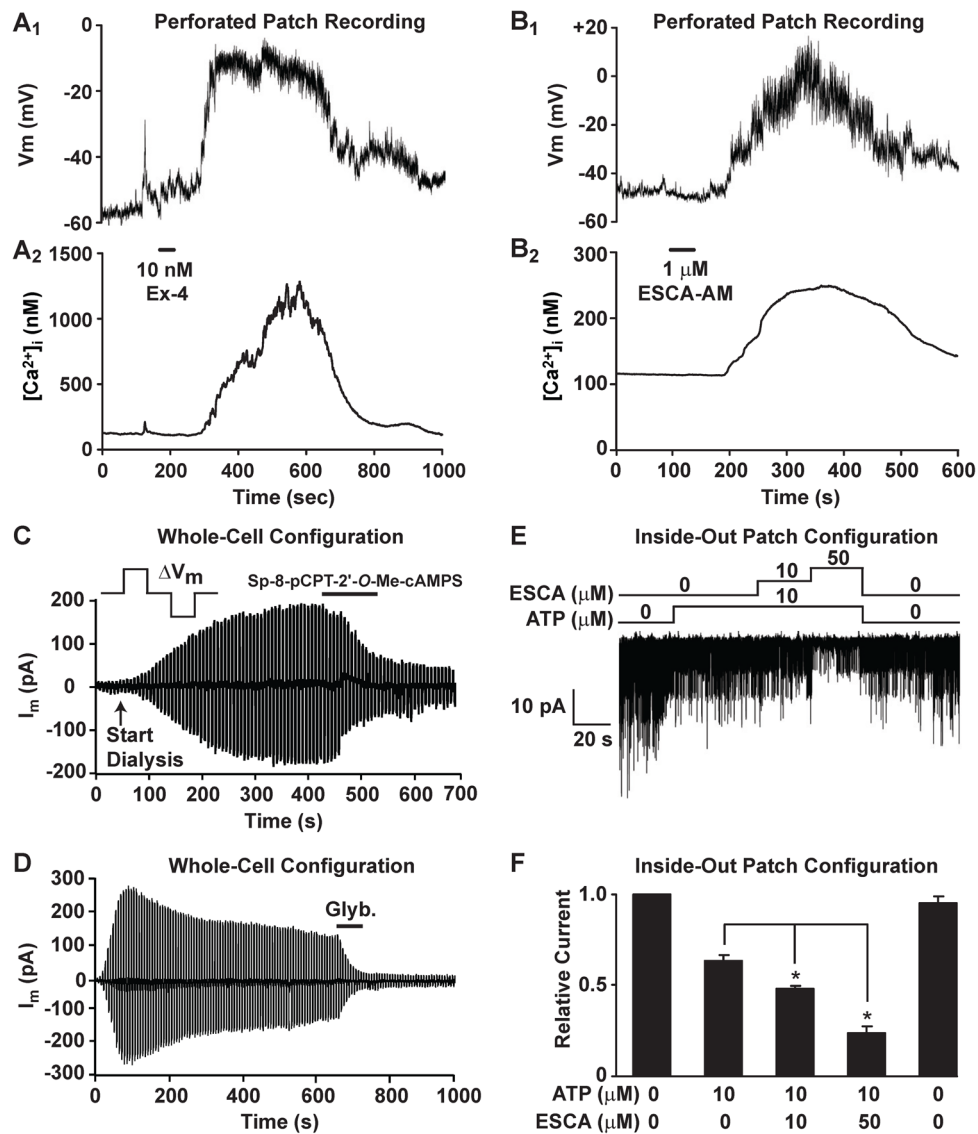 A1 Perforated Patch Recording
0
-20
-40
-60
Vm (mV)
B1 Perforated Patch Recording
+20
0
+20
-40
-60
Vm (mV)
A2
1500
1000
500
0
[Ca2+]i (nM)
10 nM
Ex-4
0 200 400 600 800 1000
Time (sec)
B2
300
200
100
0
[Ca2+]i (nM)
1 μM
ESCA-AM
0 100 200 300 400 500 600
Time (s)
C Whole-Cell Configuration
ΔVm
Sp-8-pCPT-2'-O-Me-cAMPS
200
100
0
-100
-200
Im (pA)
Start
Dialysis
0 100 200 300 400 500 600 700
Time (s)
E Inside-Out Patch Configuration
ESCA (μM) 0 10 50 0
ATP (μM) 0 10 0
10 pA
20 s
D Whole-Cell Configuration
300
200
100
0
-100
-200
-300
Im (pA)
Glyb.
0 200 400 600 800 1000
Time (s)
F Inside-Out Patch Configuration
1.0
0.5
0
Relative Current
*
*
ATP (μM) 0 10 10 10 0
ESCA (μM) 0 0 10 50 0